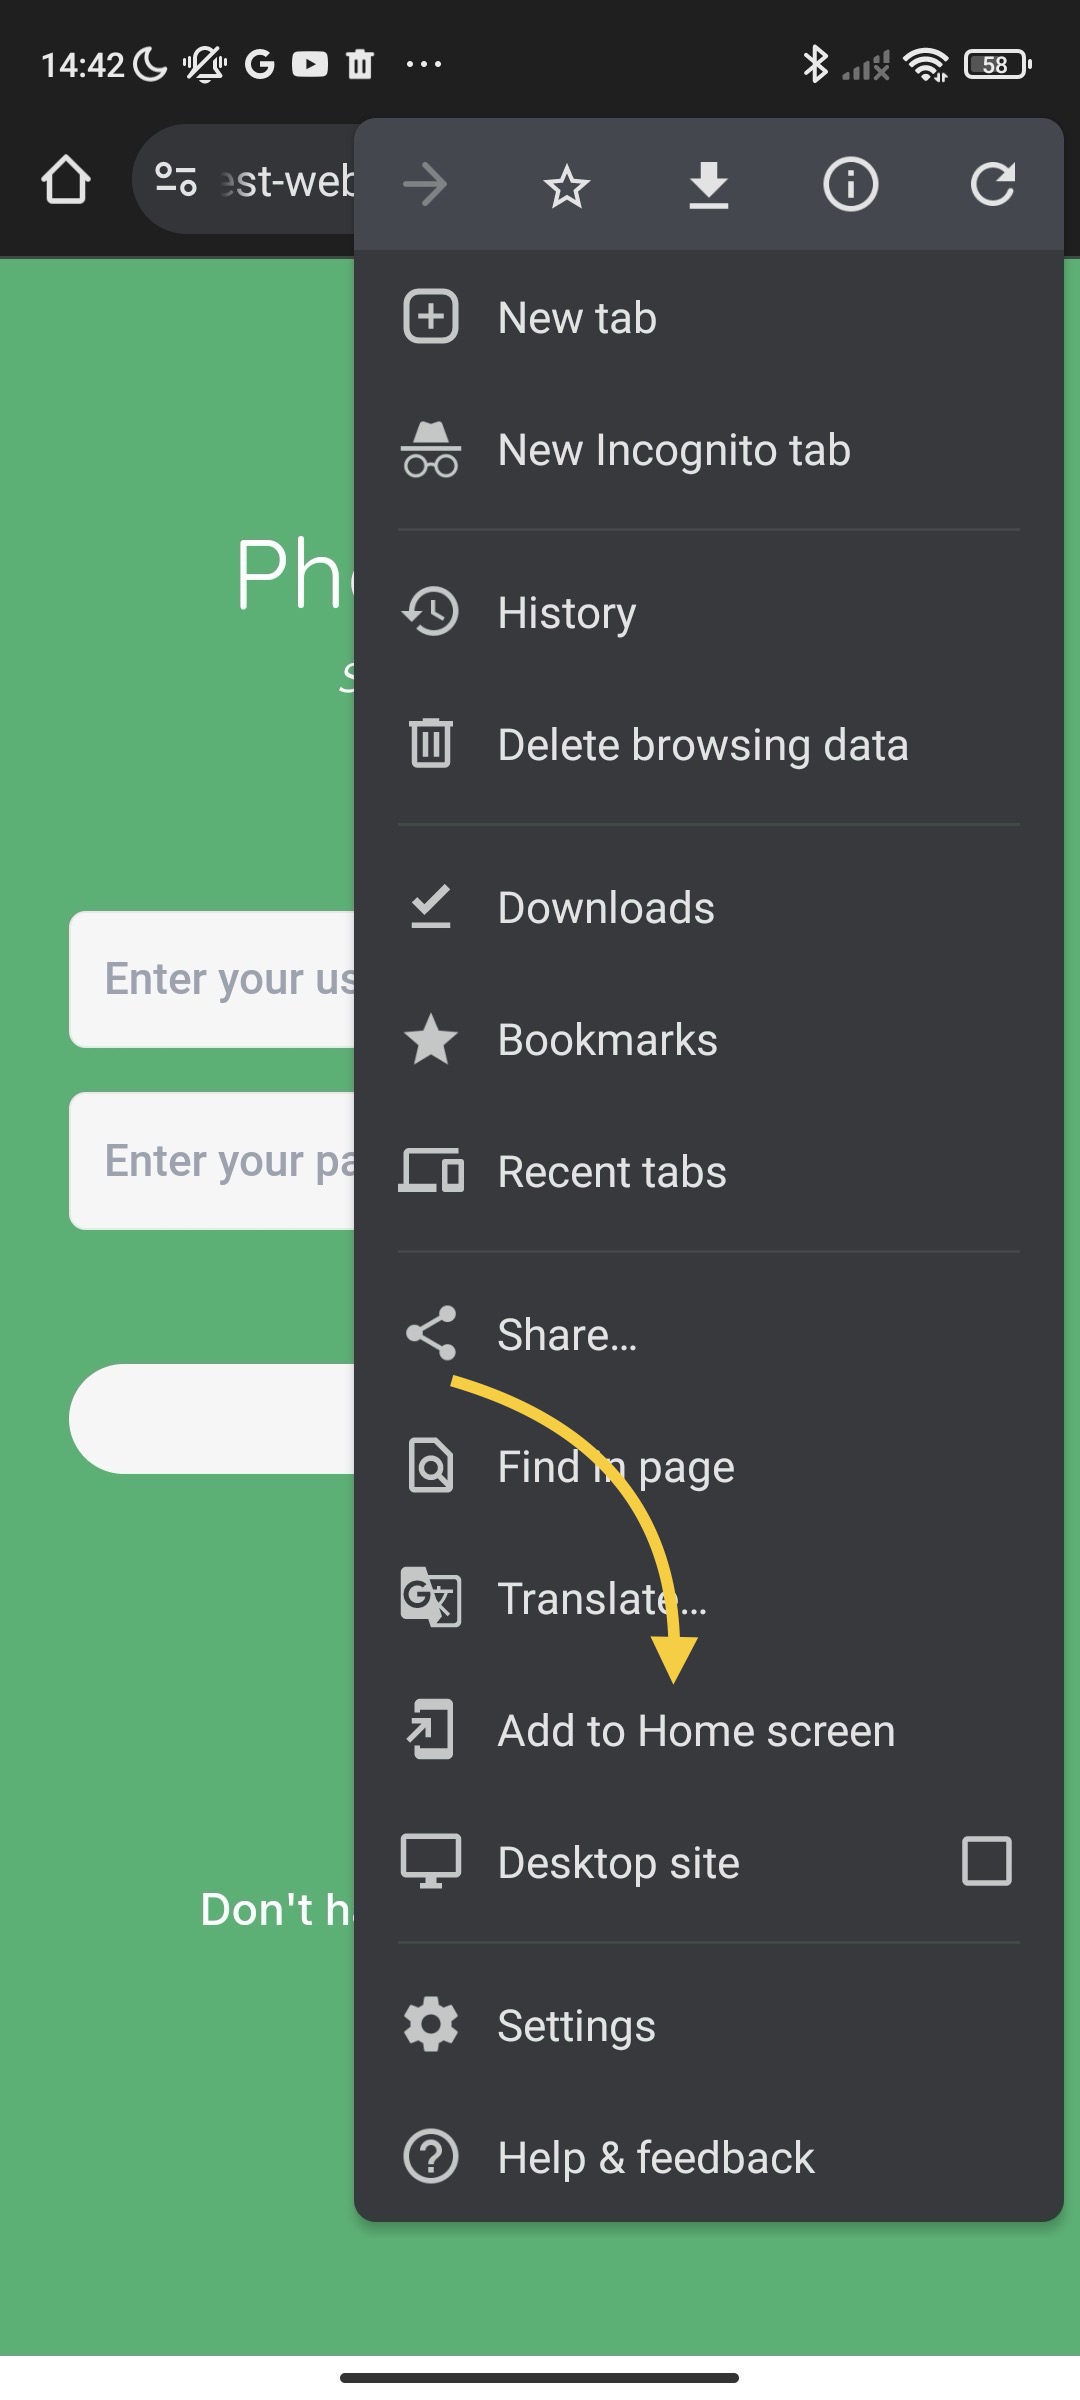 14:42
58
est-web
New tab
New Incognito tab
Ph
History
Delete browsing data
Downloads
Enter your us
Bookmarks
Enter your pa
Recent tabs
Share...
Find in page
Translate...
Add to Home screen
Desktop site
Don't ha
Settings
Help & feedback